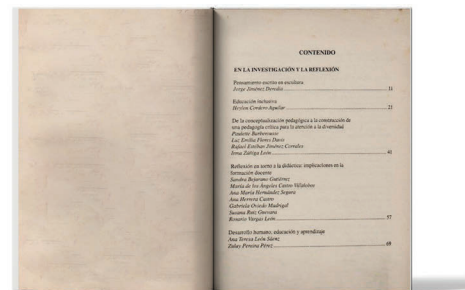 CONTENIDO
EN LA INVESTIGACIÓN Y LA REFLEXIÓN
Pensamiento escrito en escultura
Jorge Jiménez Deredia 11
Educación inclusiva
Hesíon Cordero Aguilar 21
De la conceptualización pedagógica a la construcción de
una pedagogía crítica para la atención a la diversidad
Paulette Barberousse
Luz Emilia Flores Davis
Rafael Esteban Jiménez Corrales
Irma Zúñiga León 41
Reflexión en torno a la didáctica: implicaciones en la
formación docente
Sandra Bejarano Gutiérrez
María de los Ángeles Castro Villalobos
Ana María Hernández Segura
Ana Herrera Castro
Gabriela Oviedo Madrigal
Susana Ruiz Guevara
Rosario Vargas León 57
Desarrollo humano, educación y aprendizaje
Ana Teresa León Sáenz
Zulay Pereira Pérez 69